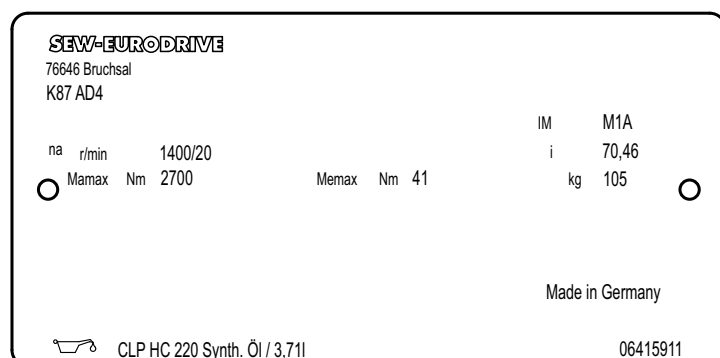 SEW-EURODRIVE
76646 Bruchsal
K87 AD4
IM M1A
na r/min 1400/20 i 70,46
Mamax Nm 2700 Memax Nm 41 kg 105
Made in Germany
CLP HC 220 Synth. Öl / 3,71l 06415911